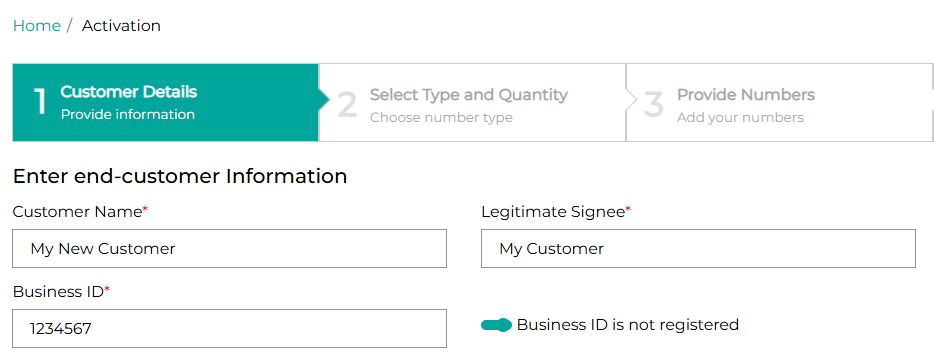 Home / Activation
1 Customer Details
Provide information
2 Select Type and Quantity
Choose number type
3 Provide Numbers
Add your numbers
Enter end-customer Information
Customer Name*
My New Customer
Legitimate Signee*
My Customer
Business ID*
1234567
Business ID is not registered